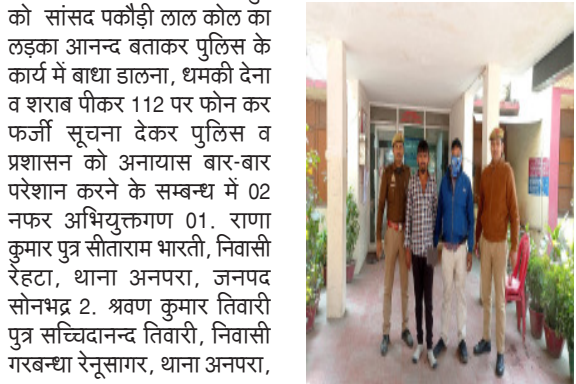 को सांसद पकौड़ी लाल कोल का
लड़का आनन्द बताकर पुलिस के
कार्य में बाधा डालना, धमकी देना
व शराब पीकर 112 पर फोन कर
फर्जी सूचना देकर पुलिस व
प्रशासन को अनायास बार-बार
परेशान करने के सम्बन्ध में 02
नफर अभियुक्तगण 01. राणा
कुमार पुत्र सीताराम भारती, निवासी
रेहटा, थाना अनपरा, जनपद
सोनभद्र 2. श्रवण कुमार तिवारी
पुत्र सच्चिदानन्द तिवारी, निवासी
गरबन्धा रेनूसागर, थाना अनपरा,